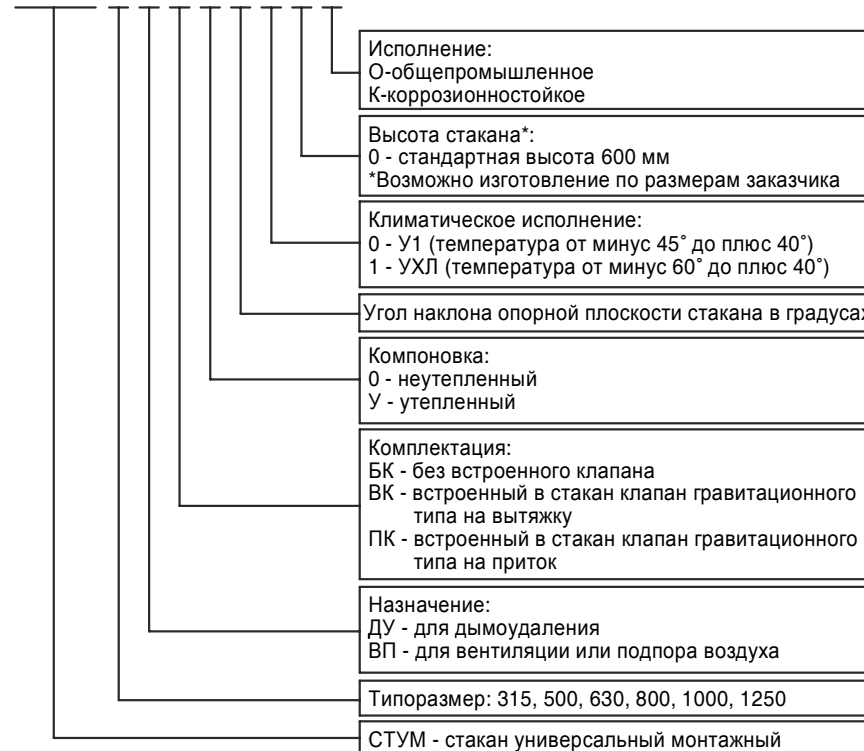 Исполнение:
О-общепромышленное
К-коррозионностойкое
Высота стакана*:
0 - стандартная высота 600 мм
*Возможно изготовление по размерам заказчика
Климатическое исполнение:
0 - У1 (температура от минус 45˚ до плюс 40˚)
1 - УХЛ (температура от минус 60˚ до плюс 40˚)
Угол наклона опорной плоскости стакана в градусах
Компоновка:
0 - неутепленный
У - утепленный
Комплектация:
БК - без встроенного клапана
ВК - встроенный в стакан клапан гравитационного
типа на вытяжку
ПК - встроенный в стакан клапан гравитационного
типа на приток
Назначение:
ДУ - для дымоудаления
ВП - для вентиляции или подпора воздуха
Типоразмер: 315, 500, 630, 800, 1000, 1250
СТУМ - стакан универсальный монтажный